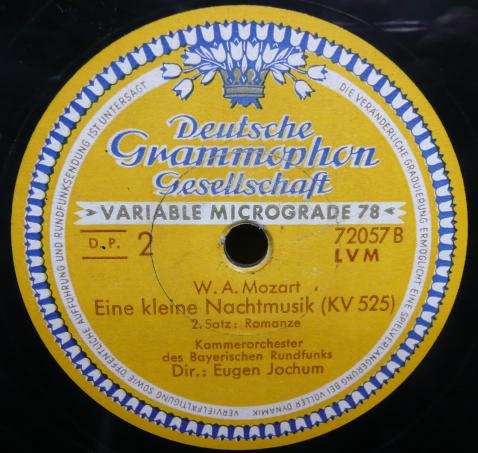 Deutsche
Grammophon
Gesellschaft
VARIABLE MICROGRADE 78
D.P. 2
72057 B
LVM
W. A. Mozart
Eine kleine Nachtmusik (KV 525)
2. Satz: Romanze
Kammerorchester
des Bayerischen Rundfunks
Dir.: Eugen Jochum
DIE VERÄNDERLICHE GRADUIERUNG ERMÖGLICHT EINE SPIELVERLÄNGERUNG BEI VOLLER DYNAMIK
VERVIELFÄLTIGUNG SOWIE ÖFFENTLICHE AUFFÜHRUNG UND RUNDFUNKSENDUNG IST UNTERSAGT